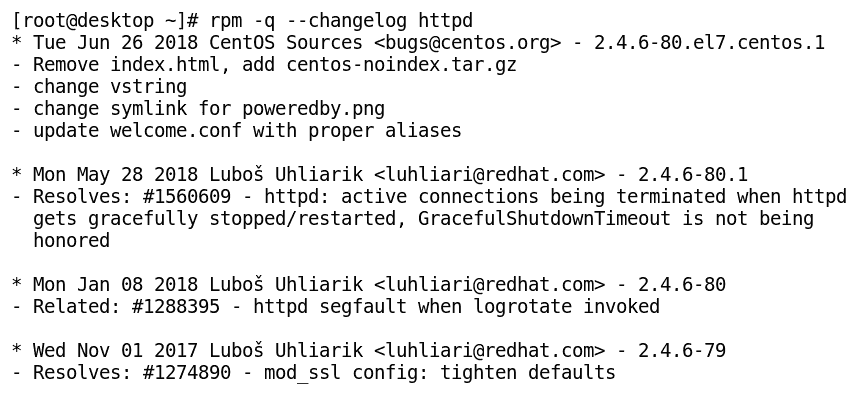 [root@desktop ~]# rpm -q --changelog httpd
* Tue Jun 26 2018 CentOS Sources <bugs@centos.org> - 2.4.6-80.el7.centos.1
- Remove index.html, add centos-noindex.tar.gz
- change vstring
- change symlink for poweredby.png
- update welcome.conf with proper aliases

* Mon May 28 2018 Luboš Uhliarik <luhliari@redhat.com> - 2.4.6-80.1
- Resolves: #1560609 - httpd: active connections being terminated when httpd
  gets gracefully stopped/restarted, GracefulShutdownTimeout is not being
  honored

* Mon Jan 08 2018 Luboš Uhliarik <luhliari@redhat.com> - 2.4.6-80
- Related: #1288395 - httpd segfault when logrotate invoked

* Wed Nov 01 2017 Luboš Uhliarik <luhliari@redhat.com> - 2.4.6-79
- Resolves: #1274890 - mod_ssl config: tighten defaults